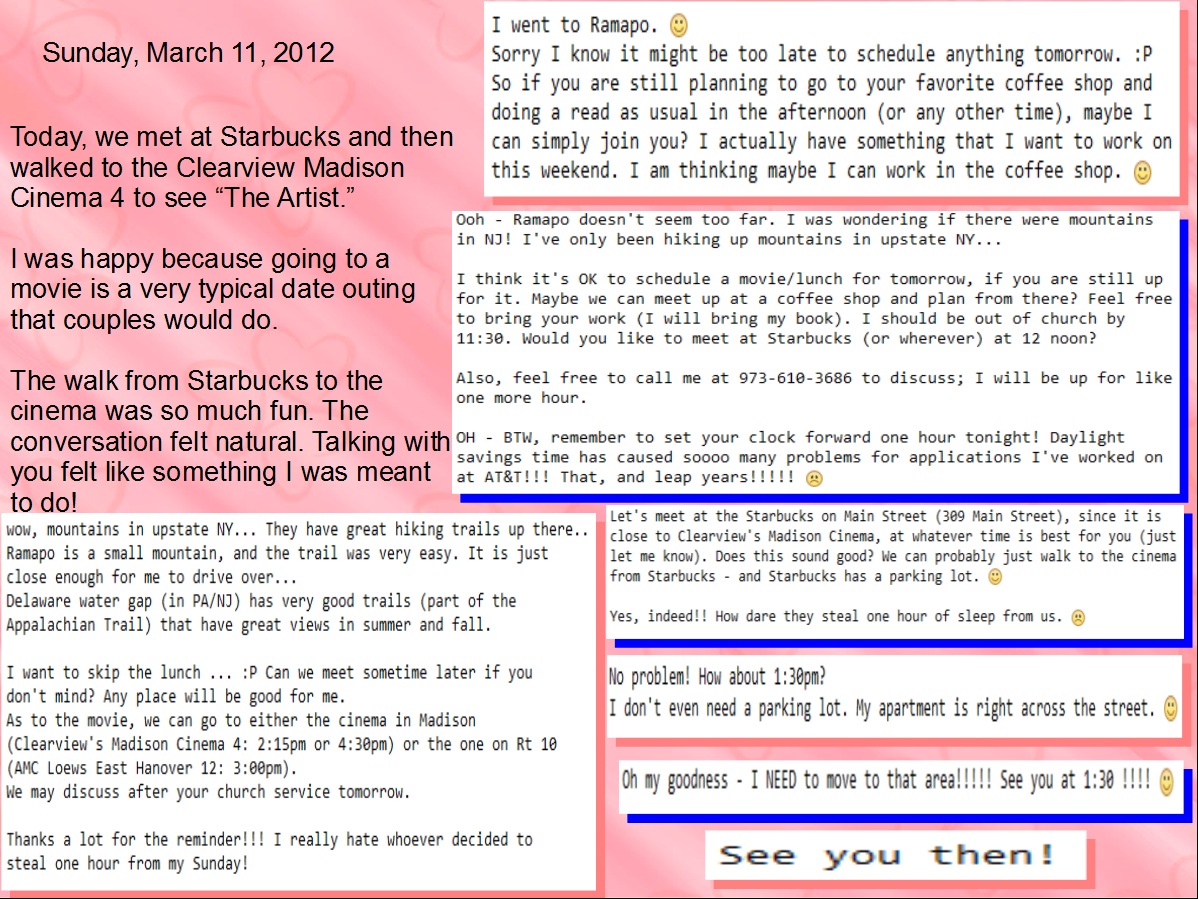 Sunday, March 11, 2012
Today, we met at Starbucks and then
walked to the Clearview Madison
Cinema 4 to see “The Artist.”
I was happy because going to a
movie is a very typical date outing
that couples would do.
The walk from Starbucks to the
cinema was so much fun. The
conversation felt natural. Talking with
you felt like something I was meant
to do!
I went to Ramapo. 
Sorry I know it might be too late to schedule anything tomorrow. :P
So if you are still planning to go to your favorite coffee shop and
doing a read as usual in the afternoon (or any other time), maybe I
can simply join you? I actually have something that I want to work on
this weekend. I am thinking maybe I can work in the coffee shop.
Ooh - Ramapo doesn't seem too far. I was wondering if there were mountains
in NJ! I've only been hiking up mountains in upstate NY...
I think it's OK to schedule a movie/lunch for tomorrow, if you are still up
for it. Maybe we can meet up at a coffee shop and plan from there? Feel free
to bring your work (I will bring my book). I should be out of church by
11:30. Would you like to meet at Starbucks (or wherever) at 12 noon?
Also, feel free to call me at 973-610-3686 to discuss; I will be up for like
one more hour.
OH - BTW, remember to set your clock forward one hour tonight! Daylight
savings time has caused soooo many problems for applications I've worked on
at AT&T!!! That, and leap years!!!!!
wow, mountains in upstate NY... They have great hiking trails up there..
Ramapo is a small mountain, and the trail was very easy. It is just
close enough for me to drive over...
Delaware water gap (in PA/NJ) has very good trails (part of the
Appalachian Trail) that have great views in summer and fall.
I want to skip the lunch ... :P Can we meet sometime later if you
don't mind? Any place will be good for me.
As to the movie, we can go to either the cinema in Madison
(Clearview's Madison Cinema 4: 2:15pm or 4:30pm) or the one on Rt 10
(AMC Loews East Hanover 12: 3:00pm).
We may discuss after your church service tomorrow.
Thanks a lot for the reminder!!! I really hate whoever decided to
steal one hour from my Sunday!
Let's meet at the Starbucks on Main Street (309 Main Street), since it is
close to Clearview's Madison Cinema, at whatever time is best for you (just
let me know). Does this sound good? We can probably just walk to the cinema
from Starbucks - and Starbucks has a parking lot.
Yes, indeed!! How dare they steal one hour of sleep from us.
No problem! How about 1:30pm?
I don't even need a parking lot. My apartment is right across the street.
Oh my goodness - I NEED to move to that area!!!!! See you at 1:30 !!!!
See you then!